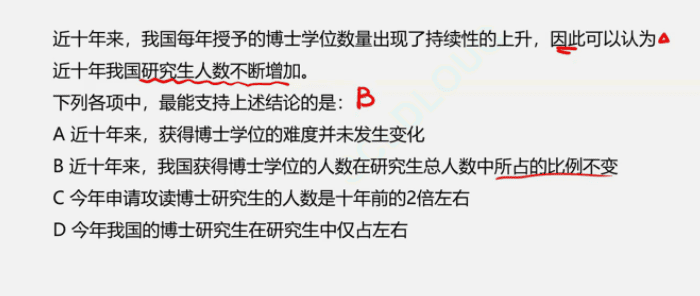 近十年来，我国每年授予的博士学位数量出现了持续性的上升，因此可以认为
近十年我国研究生人数不断增加。
下列各项中，最能支持上述结论的是：B
A 近十年来，获得博士学位的难度并未发生变化
B 近十年来，我国获得博士学位的人数在研究生总人数中所占的比例不变
C 今年申请攻读博士研究生的人数是十年前的2倍左右
D 今年我国的博士研究生在研究生中仅占左右